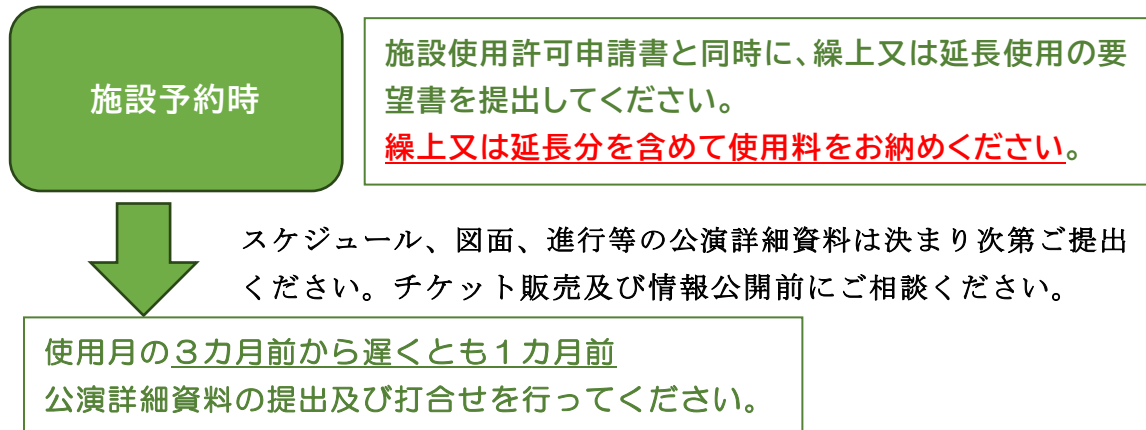 施設予約時
施設使用許可申請書と同時に、繰上又は延長使用の要
望書を提出してください。
繰上又は延長分を含めて使用料をお納めください。
スケジュール、図面、進行等の公演詳細資料は決まり次第ご提出
ください。チケット販売及び情報公開前にご相談ください。
使用月の３カ月前から遅くとも１カ月前
公演詳細資料の提出及び打合せを行ってください。